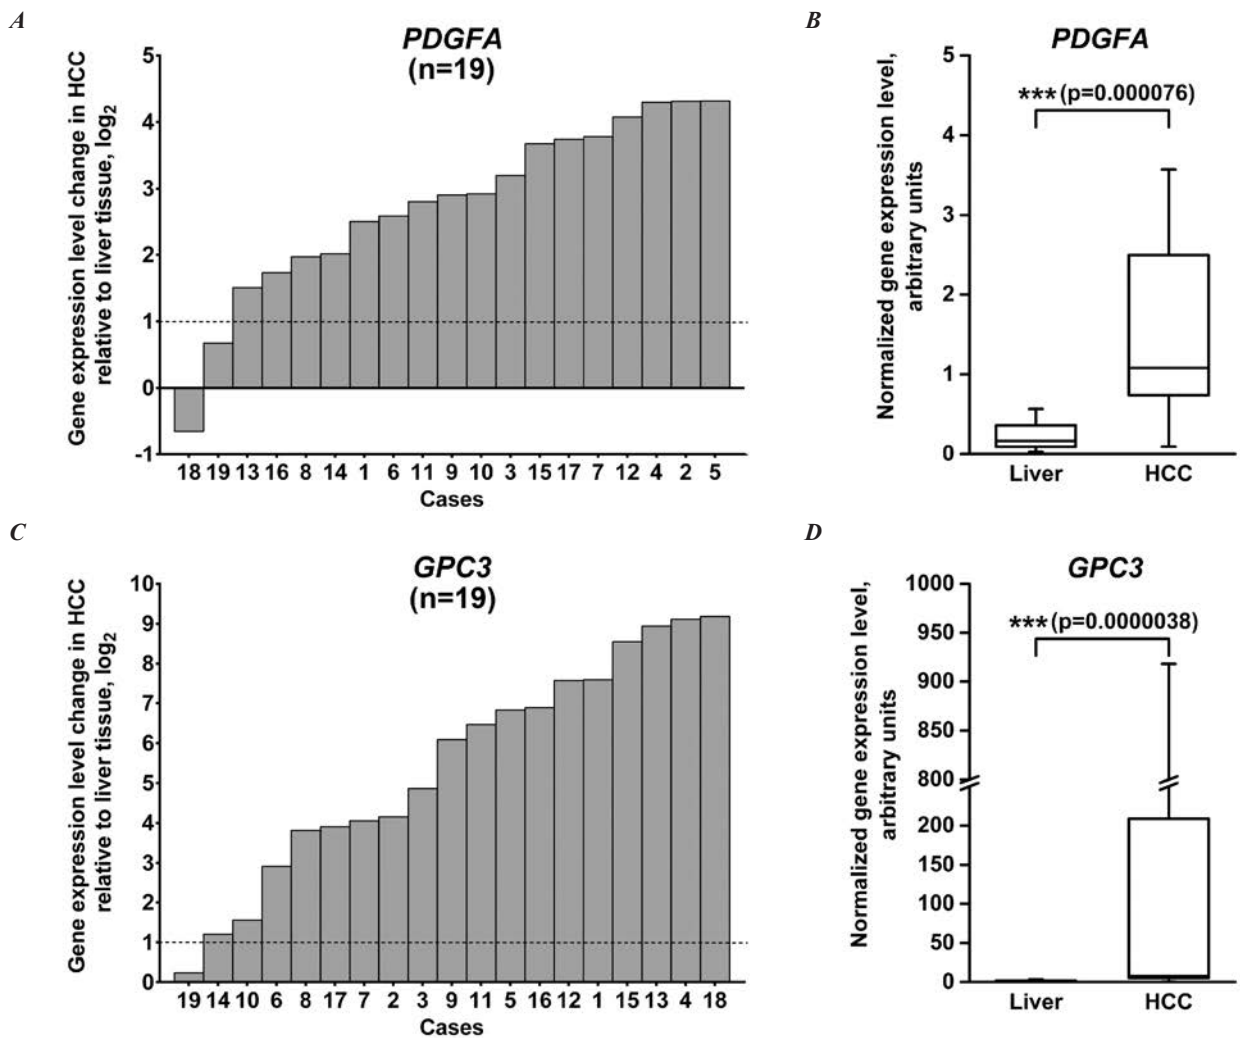 A
PDGFA
(n=19)
Gene expression level change in HCC
relative to liver tissue, log2
5
4
3
2
1
0
-1
18 19 13 16 8 14 1 6 11 9 10 3 15 17 7 12 4 2 5
Cases
B
PDGFA
*** (p=0.000076)
Normalized gene expression level,
arbitrary units
5
4
3
2
1
0
Liver HCC
C
GPC3
(n=19)
Gene expression level change in HCC
relative to liver tissue, log2
10
9
8
7
6
5
4
3
2
1
0
19 14 10 6 8 17 7 2 3 9 11 5 16 12 1 15 13 4 18
Cases
D
GPC3
*** (p=0.0000038)
Normalized gene expression level,
arbitrary units
1000
950
900
850
800
200
150
100
50
0
Liver HCC